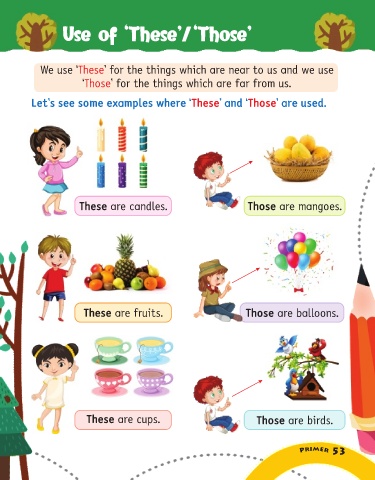 Use of ‘These’/ ‘Those’
We use ‘These’ for the things which are near to us and we use
‘Those’ for the things which are far from us.
Let’s see some examples where ‘These’ and ‘Those’ are used.
These are candles.
Those are mangoes.
These are fruits.
Those are balloons.
These are cups.
Those are birds.
PRIMER 53